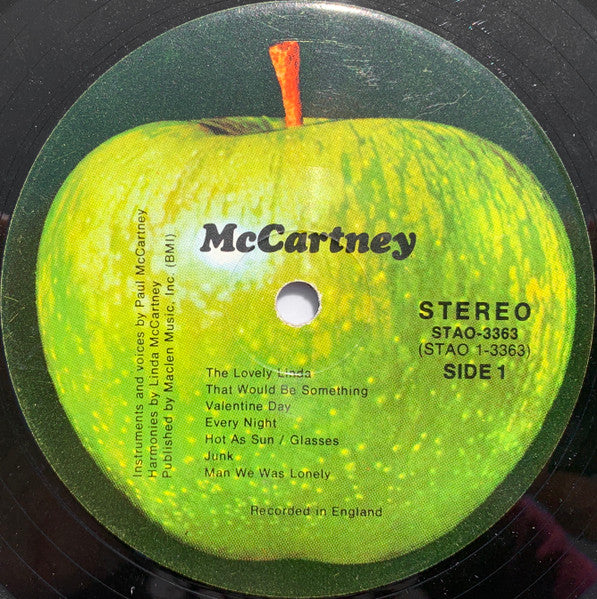 McCartney
Instruments and voices by Paul McCartney
Harmonies by Linda McCartney
Published by Maclen Music, Inc (BMI)
STEREO
STAO-3363
(STAO 1-3363)
SIDE 1
The Lovely Linda
That Would Be Something
Valentine Day
Every Night
Hot As Sun / Glasses
Junk
Man We Was Lonely
Recorded in England